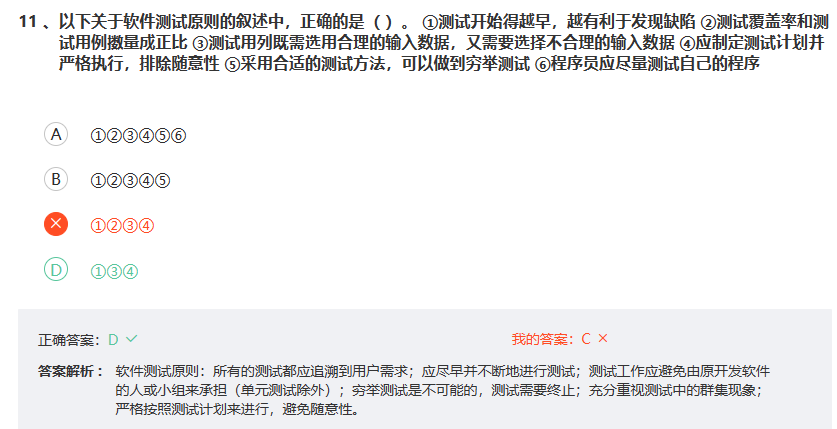 11 、以下关于软件测试原则的叙述中，正确的是（ ）。 ①测试开始得越早，越有利于发现缺陷 ②测试覆盖率和测
试用例擞量成正比 ③测试用列既需选用合理的输入数据，又需要选择不合理的输入数据 ④应制定测试计划并
严格执行，排除随意性 ⑤采用合适的测试方法，可以做到穷举测试 ⑥程序员应尽量测试自己的程序
A ①②③④⑤⑥
B ①②③④⑤
①②③④
D ①③④
正确答案：D 我的答案：C
答案解析： 软件测试原则：所有的测试都应追溯到用户需求；应尽早并不断地进行测试；测试工作应避免由原开发软件
的人或小组来承担（单元测试除外）；穷举测试是不可能的，测试需要终止；充分重视测试中的群集现象；
严格按照测试计划来进行，避免随意性。